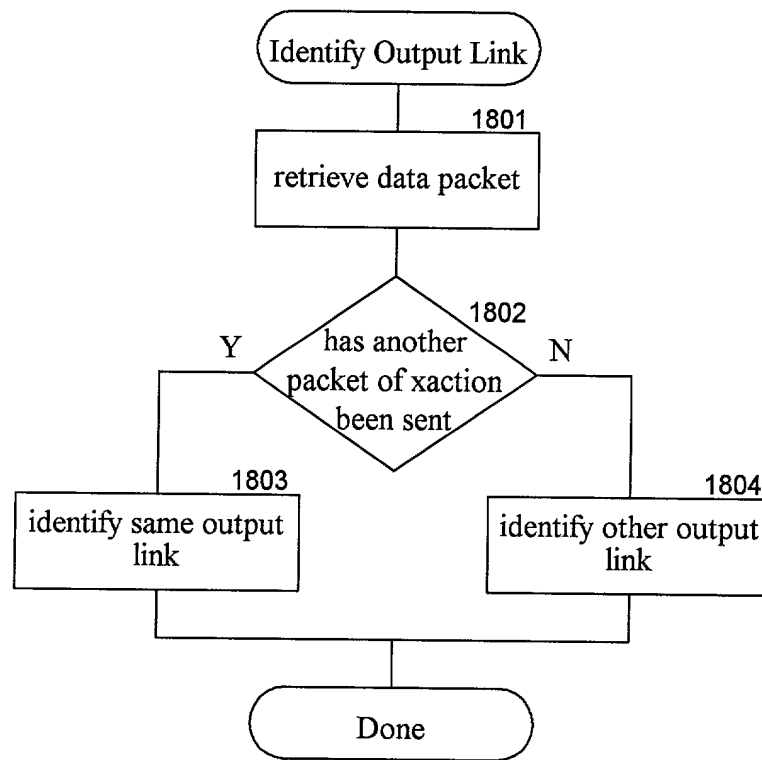 Identify Output Link
1801
retrieve data packet
1802
has another
packet of xaction
been sent
Y
N
1803
identify same output
link
1804
identify other output
link
Done